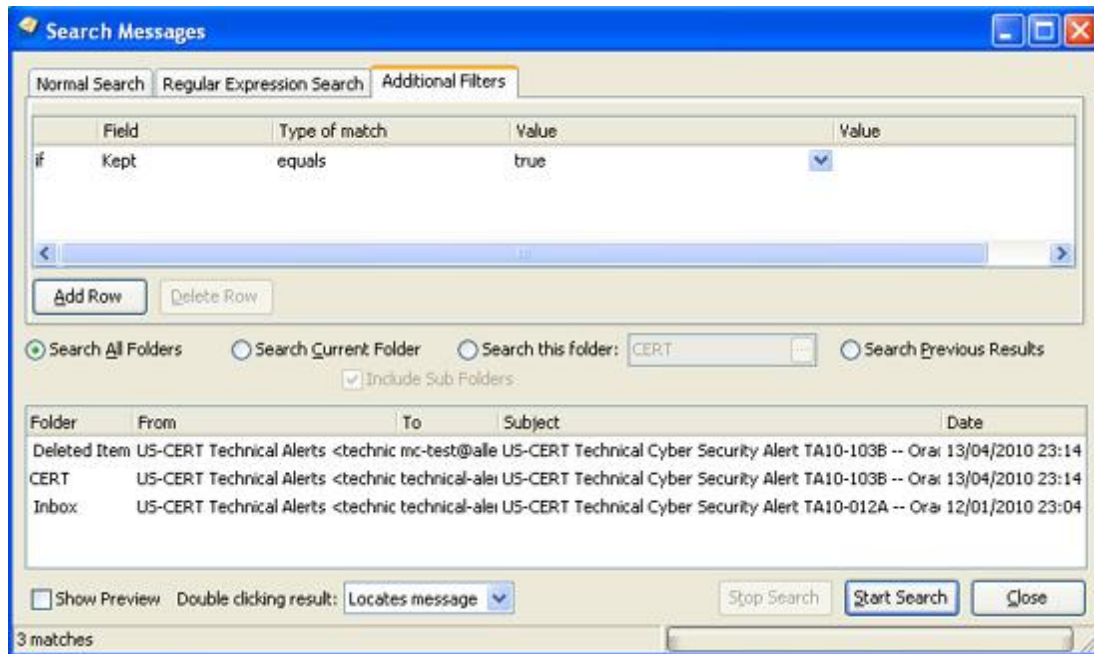 Search Messages
Normal Search Regular Expression Search Additional Filters
Field Type of match Value Value
if Kept equals true
Add Row Delete Row
Search All Folders Search Current Folder Search this folder: CERT ... Search Previous Results
Include Sub Folders
Folder From To Subject Date
Deleted Item US-CERT Technical Alerts <technic mc-test@alle US-CERT Technical Cyber Security Alert TA10-103B -- Orac 13/04/2010 23:14
CERT US-CERT Technical Alerts <technic technical-aler US-CERT Technical Cyber Security Alert TA10-103B -- Orac 13/04/2010 23:14
Inbox US-CERT Technical Alerts <technic technical-aler US-CERT Technical Cyber Security Alert TA10-012A -- Orac 12/01/2010 23:04
Show Preview Double clicking result: Locates message Stop Search Start Search Close
3 matches